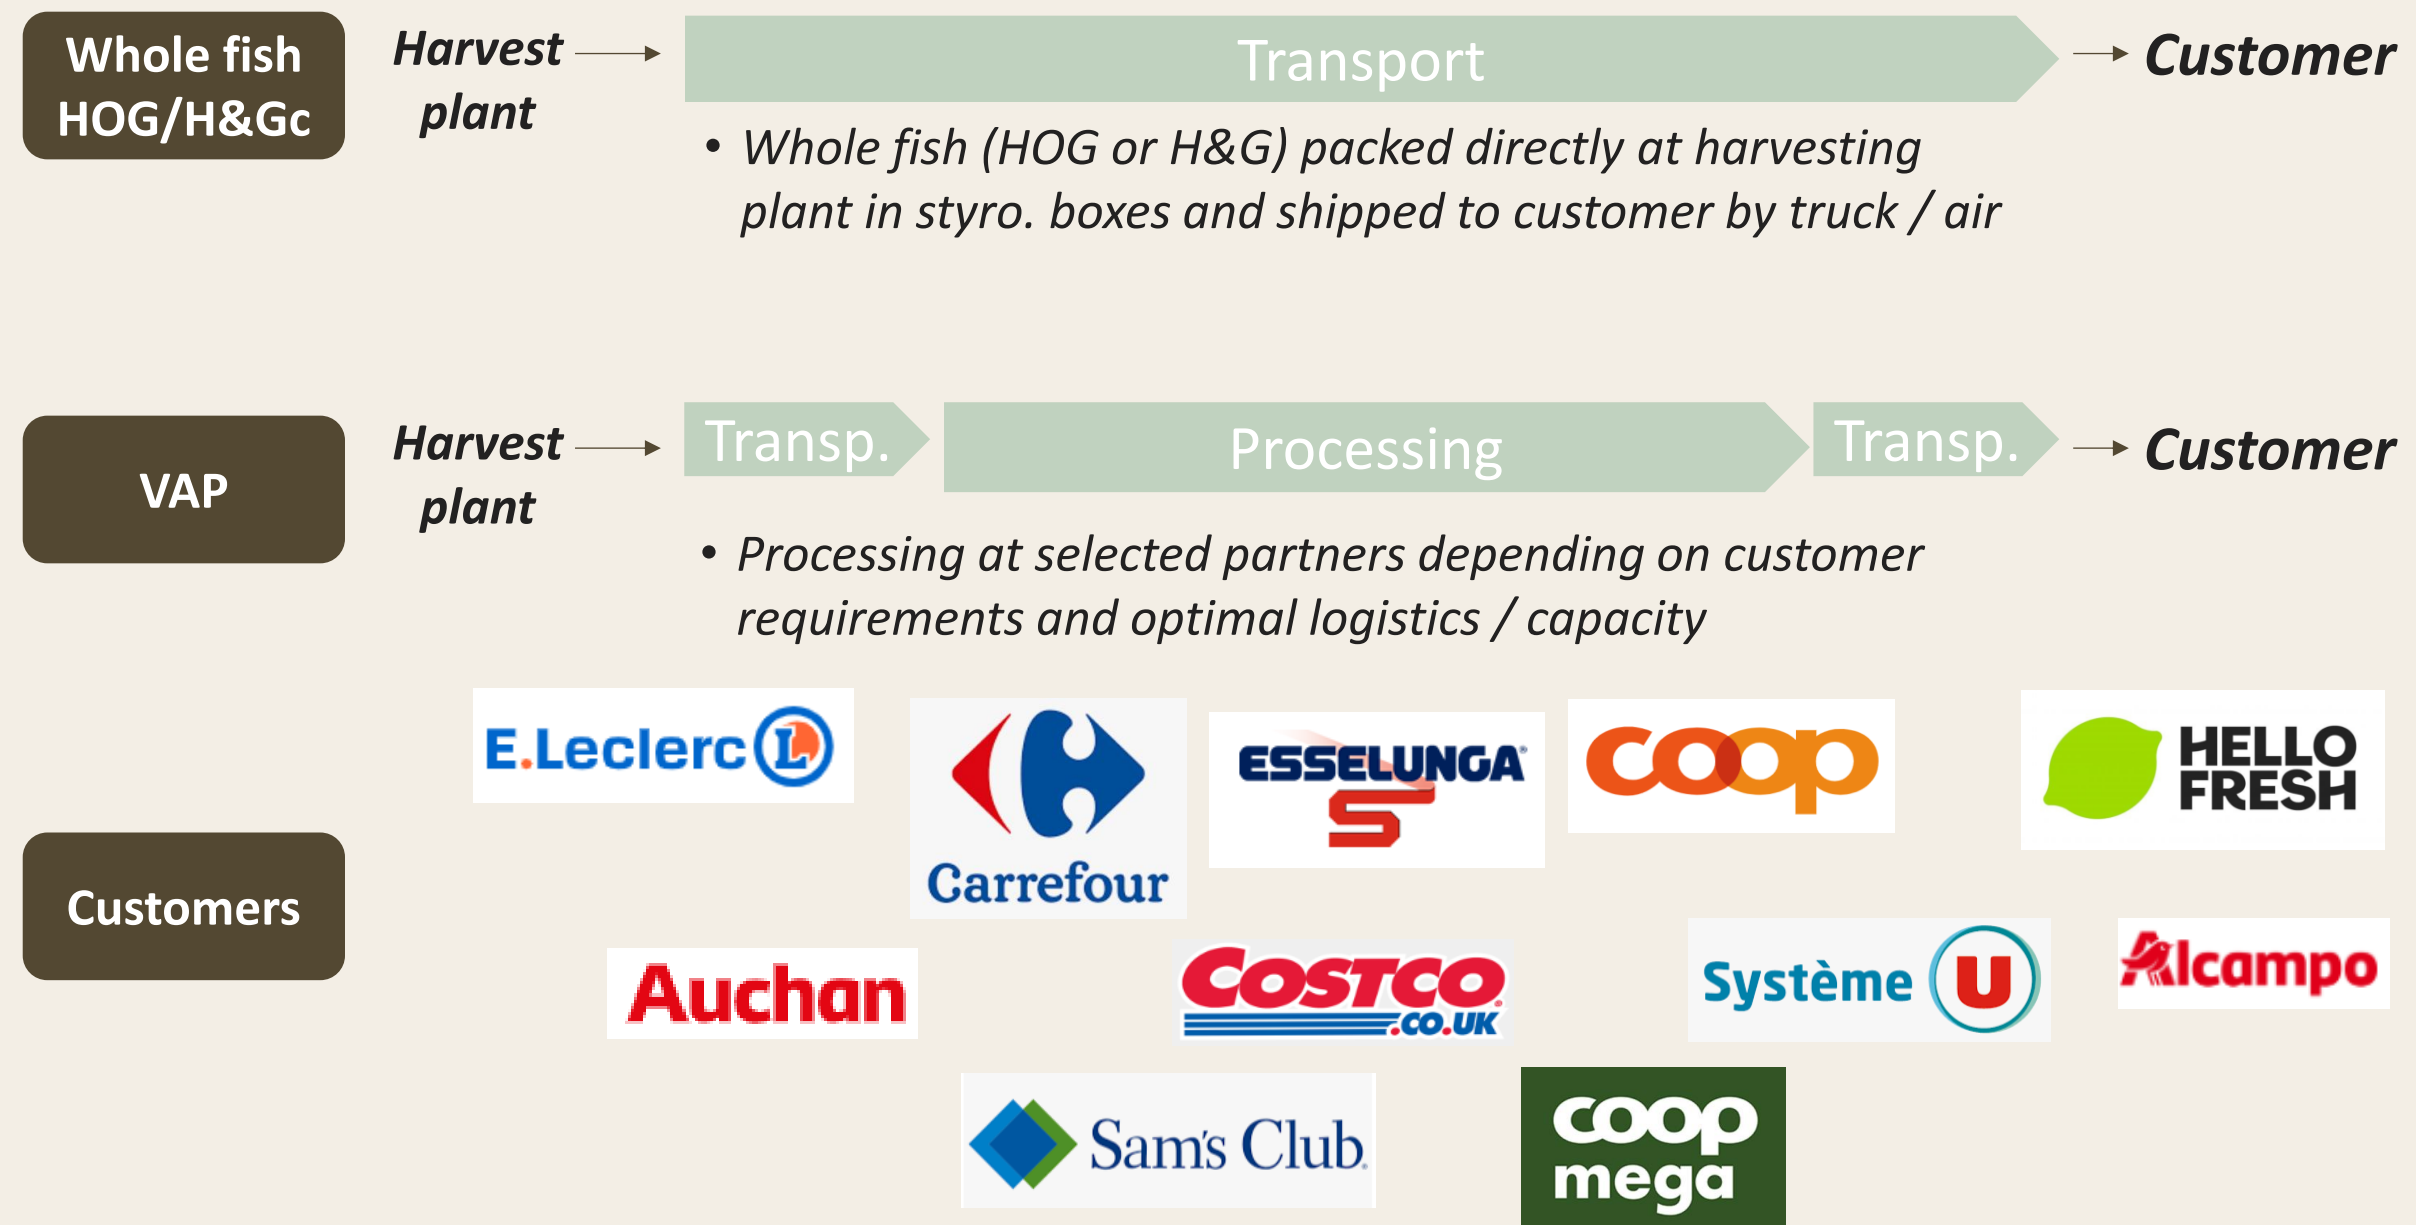 Whole fish
HOG/H&Gc
Harvest
plant
Transport
Customer
• Whole fish (HOG or H&G) packed directly at harvesting
plant in styro. boxes and shipped to customer by truck / air
VAP
Harvest
plant
Transp.
Processing
Transp.
Customer
• Processing at selected partners depending on customer
requirements and optimal logistics / capacity
Customers
E.Leclerc L
Carrefour
ESSELUNGA®
S
coop
HELLO
FRESH
Auchan
COSTCO
.CO.UK
Système U
Alcampo
Sam's Club
coop
mega